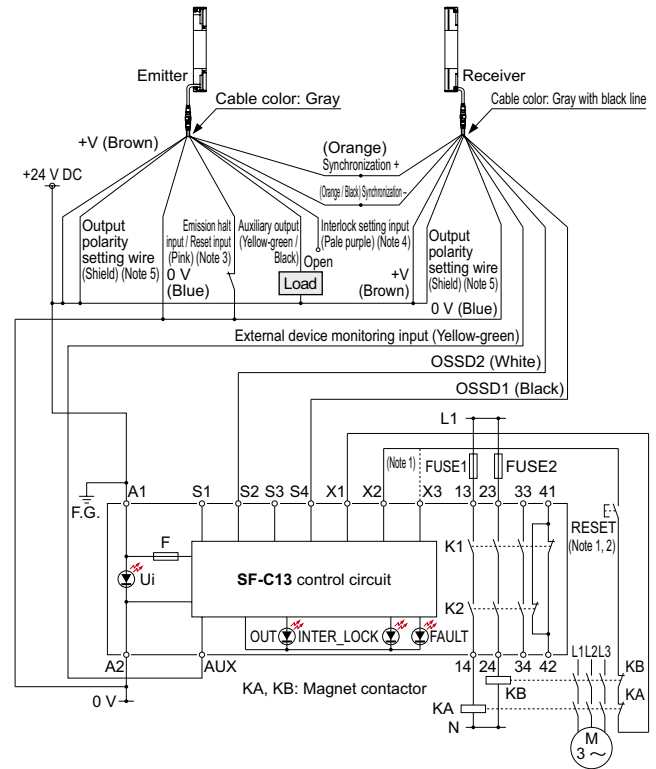 Emitter
Receiver
Cable color: Gray
Cable color: Gray with black line
+V (Brown)
(Orange)
Synchronization +
+24 V DC
(Orange / Black) Synchronization –
Output
polarity
setting wire
(Shield) (Note 5)
Emission halt
input / Reset input
(Pink) (Note 3)
0 V
(Blue)
Auxiliary output
(Yellow-green /
Black)
Load
Interlock setting input
(Pale purple) (Note 4)
Open
+V
(Brown)
Output
polarity
setting wire
(Shield) (Note 5)
0 V (Blue)
External device monitoring input (Yellow-green)
OSSD2 (White)
OSSD1 (Black)
L1
(Note 1)
FUSE1
FUSE2
F.G.
A1
S1
S2
S3
S4
X1
X2
X3
13
23
33
41
RESET
(Note 1, 2)
F
Ui
SF-C13 control circuit
K1
K2
OUT
INTER_LOCK
FAULT
A2
AUX
14
24
34
42
L1
L2
L3
KB
KA
KA, KB: Magnet contactor
KB
KA
0 V
N
M
3 ~